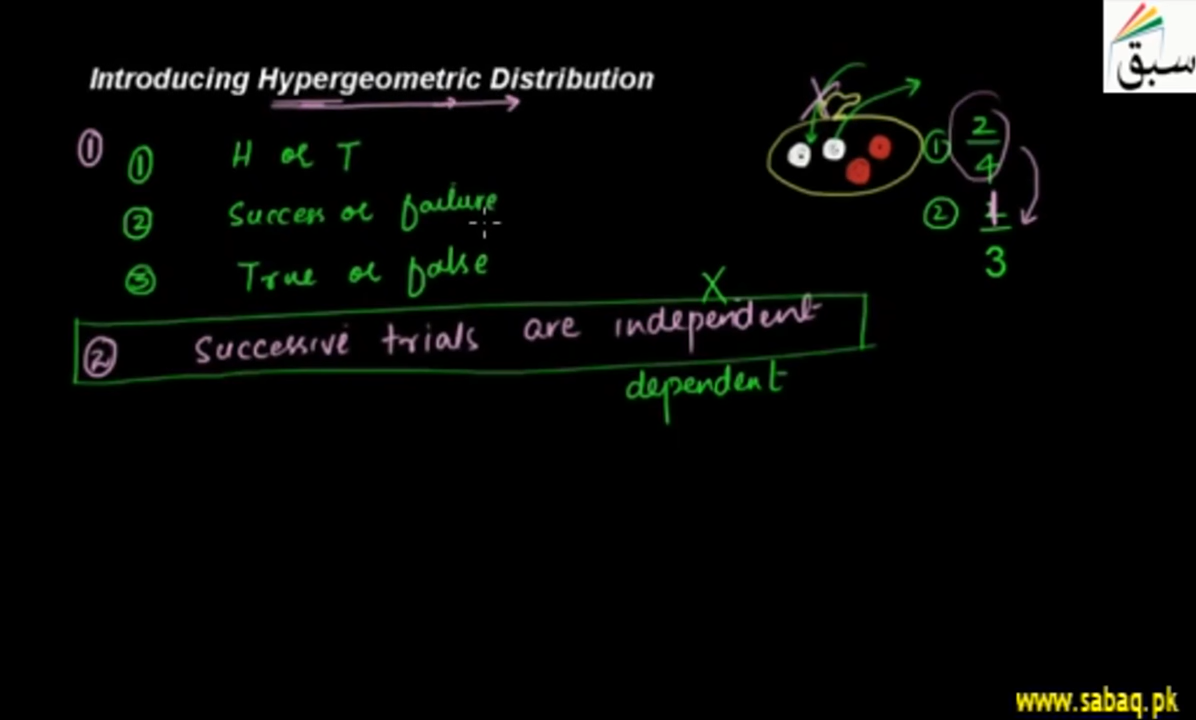 سبق
Introducing Hypergeometric Distribution
① ① H or T
② Success or failure
③ True or false
① 2/4
② 1/3
X
② Successive trials are independent
dependent
www.sabaq.pk